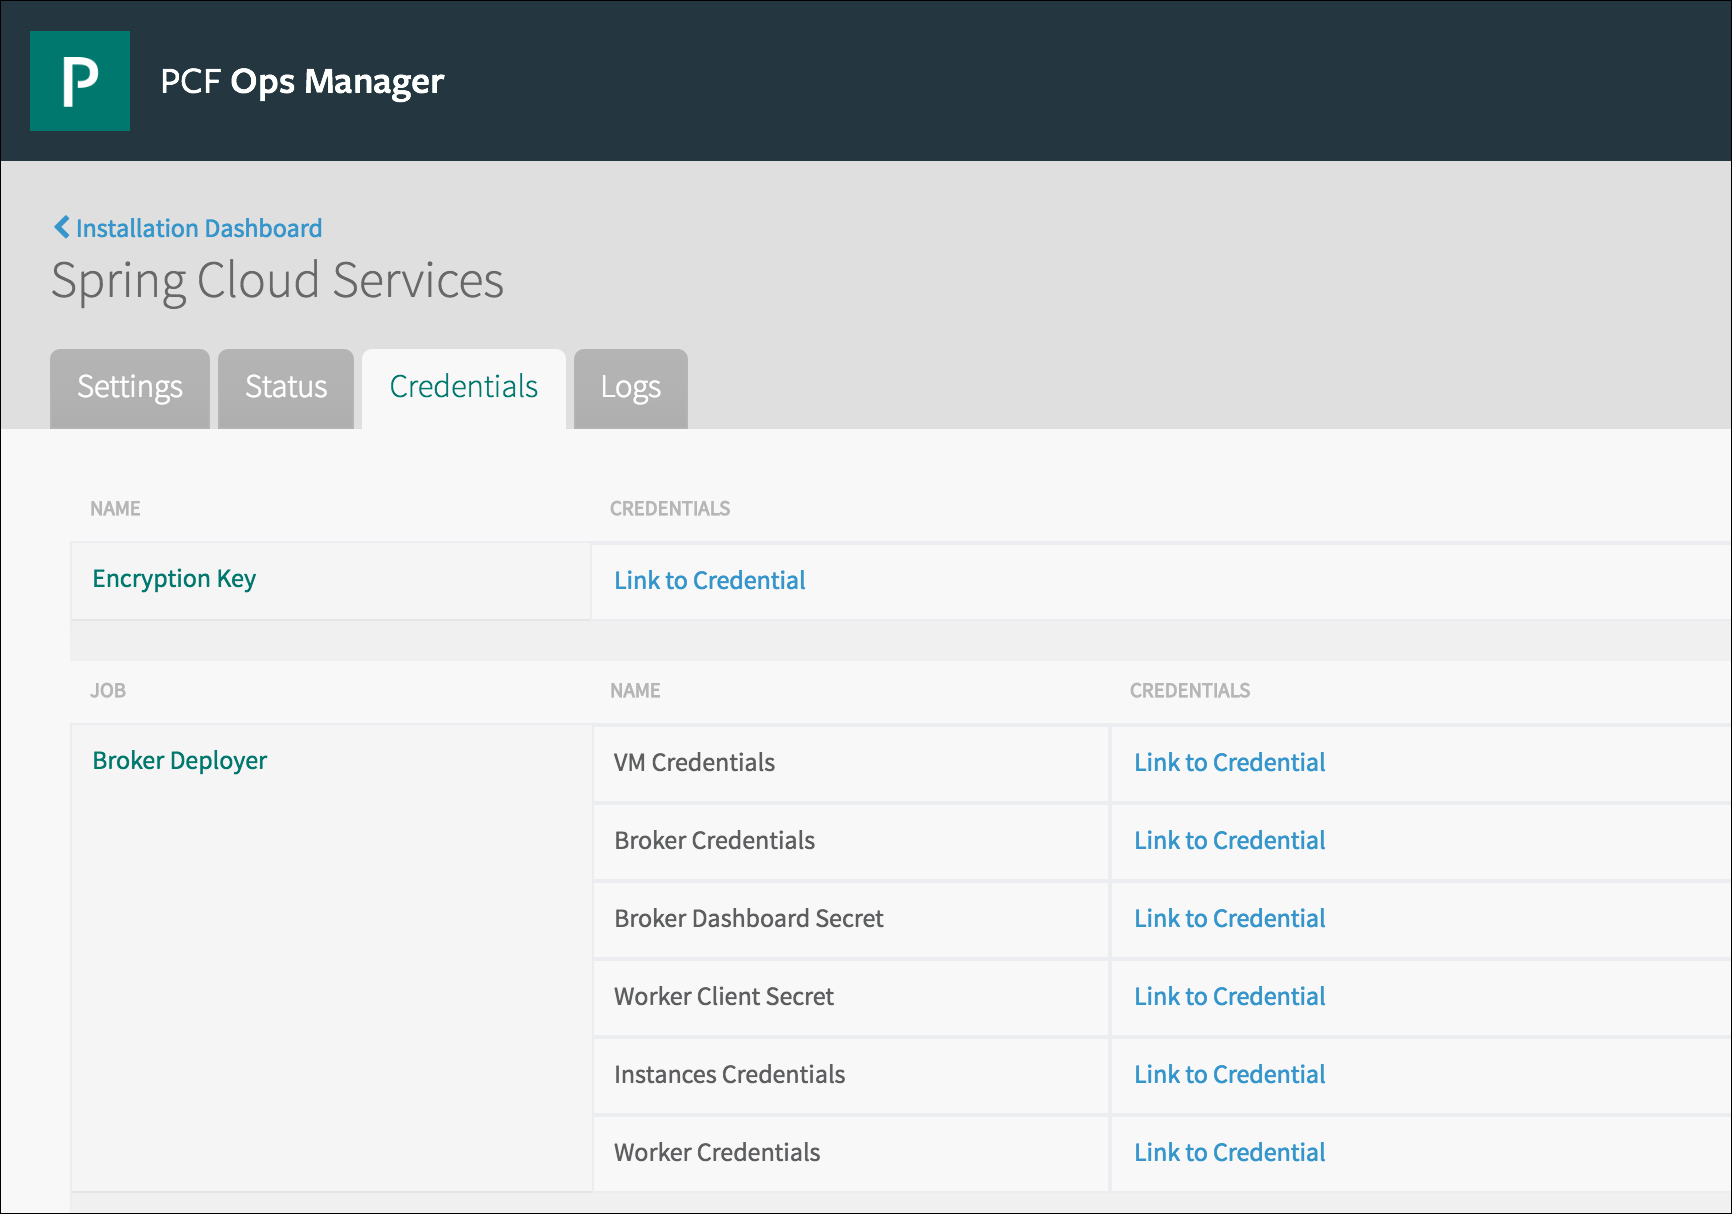 P
PCF Ops Manager
Installation Dashboard
Spring Cloud Services
Settings Status Credentials Logs
NAME CREDENTIALS
Encryption Key Link to Credential
JOB NAME CREDENTIALS
Broker Deployer VM Credentials Link to Credential
Broker Credentials Link to Credential
Broker Dashboard Secret Link to Credential
Worker Client Secret Link to Credential
Instances Credentials Link to Credential
Worker Credentials Link to Credential